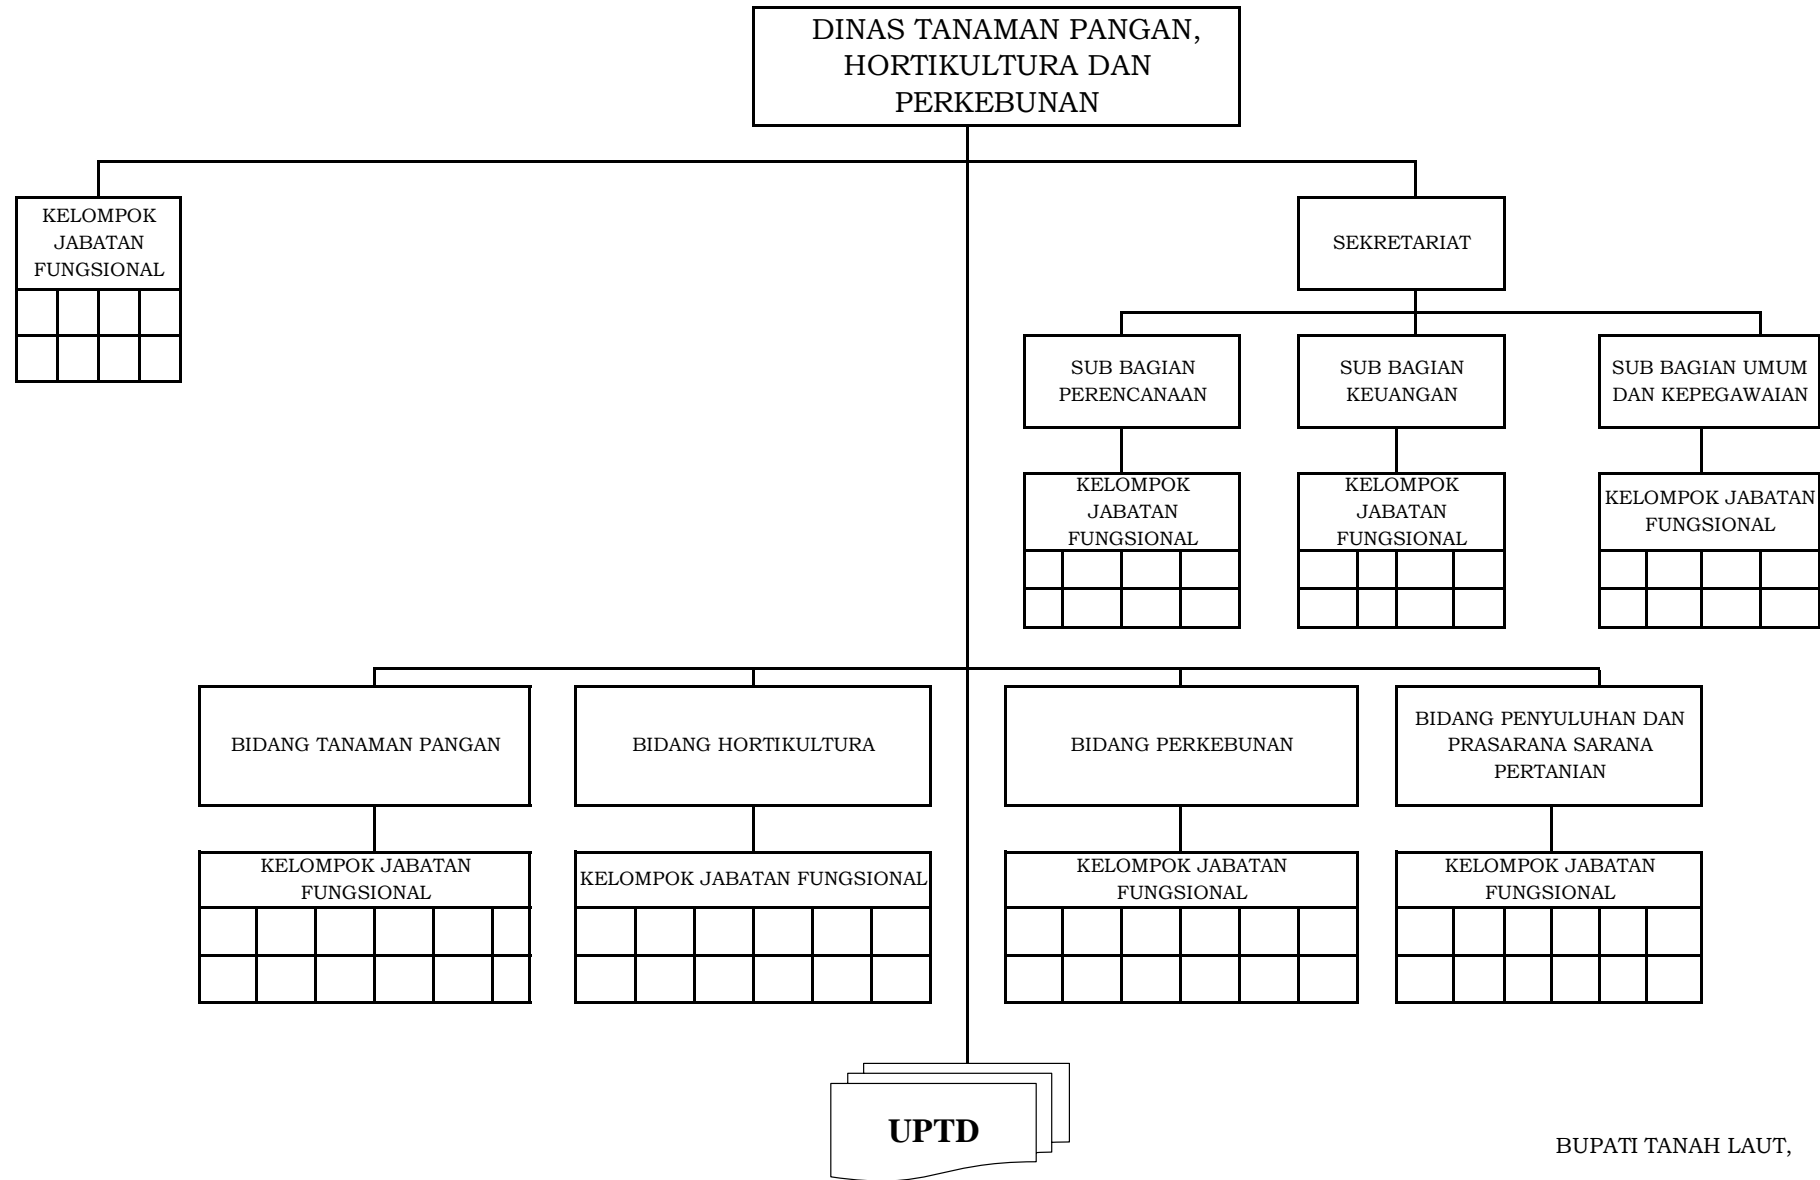 DINAS TANAMAN PANGAN,
HORTIKULTURA DAN
PERKEBUNAN
KELOMPOK
JABATAN
FUNGSIONAL
SEKRETARIAT
SUB BAGIAN
PERENCANAAN
SUB BAGIAN
KEUANGAN
SUB BAGIAN UMUM
DAN KEPEGAWAIAN
KELOMPOK
JABATAN
FUNGSIONAL
KELOMPOK
JABATAN
FUNGSIONAL
KELOMPOK JABATAN
FUNGSIONAL
BIDANG TANAMAN PANGAN
BIDANG HORTIKULTURA
BIDANG PERKEBUNAN
BIDANG PENYULUHAN DAN
PRASARANA SARANA
PERTANIAN
KELOMPOK JABATAN
FUNGSIONAL
KELOMPOK JABATAN FUNGSIONAL
KELOMPOK JABATAN
FUNGSIONAL
KELOMPOK JABATAN
FUNGSIONAL
UPTD
BUPATI TANAH LAUT,